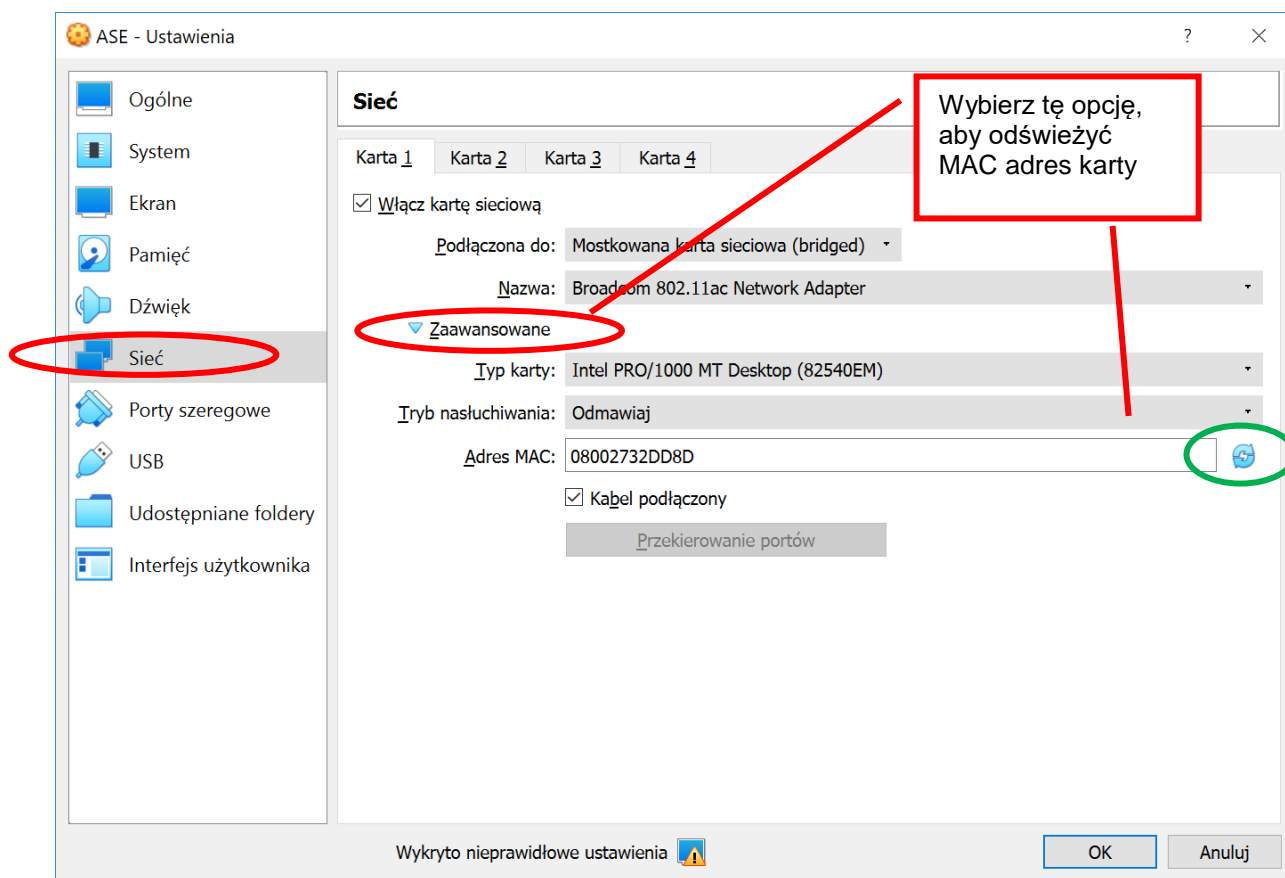 ASE - Ustawienia
?
Ogólne
System
Ekran
Pamięć
Dźwięk
Sieć
Porty szeregowe
USB
Udostępniane foldery
Interfejs użytkownika
Sieć
Wybierz tę opcję,
aby odświeżyć
MAC adres karty
Karta 1 Karta 2 Karta 3 Karta 4
Włącz kartę sieciową
Podłączona do: Mostkowana karta sieciowa (bridged)
Nazwa: Broadcom 802.11ac Network Adapter
Zaawansowane
Typ karty: Intel PRO/1000 MT Desktop (82540EM)
Tryb nasłuchiwania: Odmawiaj
Adres MAC: 08002732DD8D
Kabel podłączony
Przekierowanie portów
Wykryto nieprawidłowe ustawienia
OK Anuluj